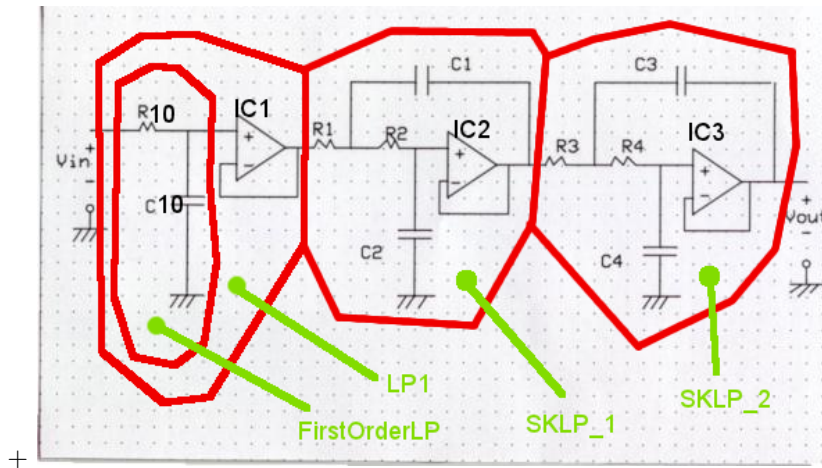 C1
C3
R10
IC1
R1
R2
IC2
R3
R4
IC3
+
+
+
+
Vin
-
-
-
-
+
C10
Vout
-
C2
C4
LP1
FirstOrderLP
SKLP_1
SKLP_2
+